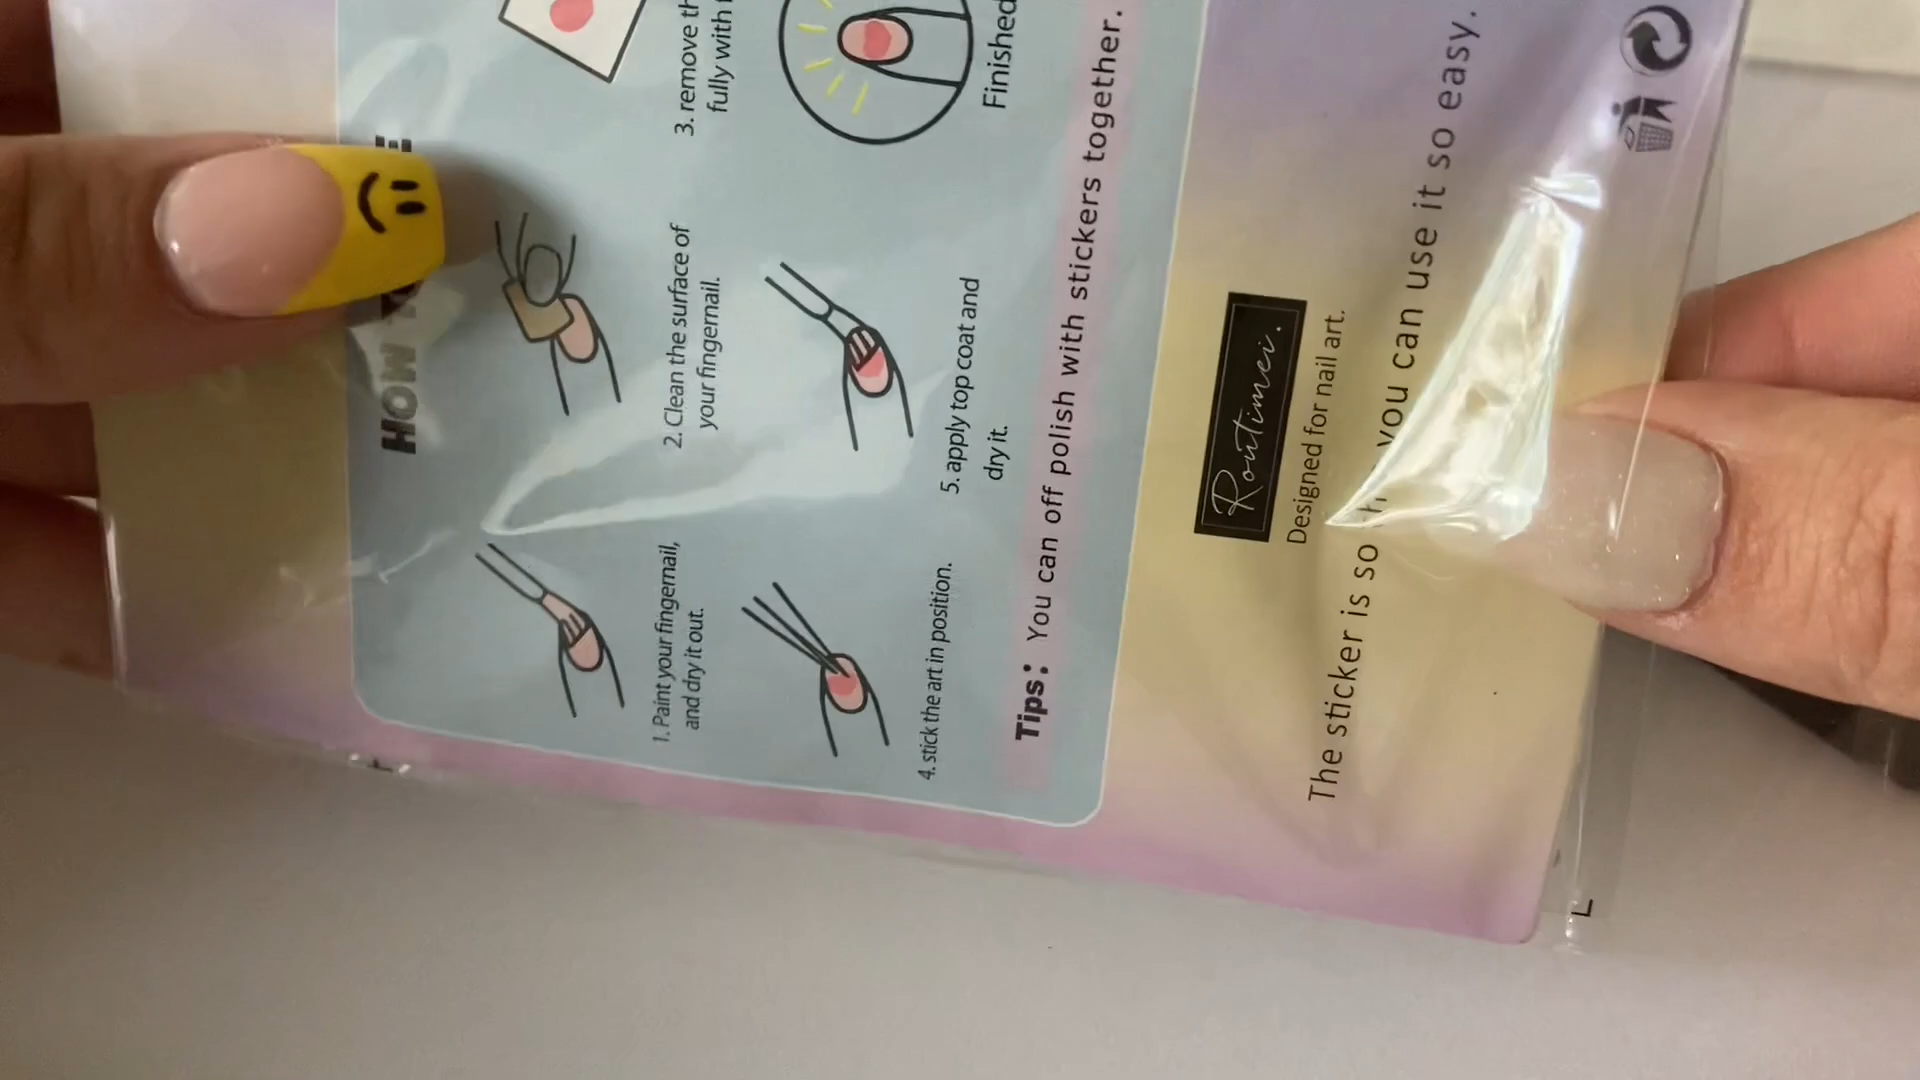 HOW
1. Paint your fingernail,
and dry it out.
2. Clean the surface of
your fingernail.
3. remove th
fully with
4. stick the art in position.
5. apply top coat and
dry it.
Finished
Tips: You can off polish with stickers together.
Routimei.
Designed for nail art.
The sticker is so you can use it so easy.